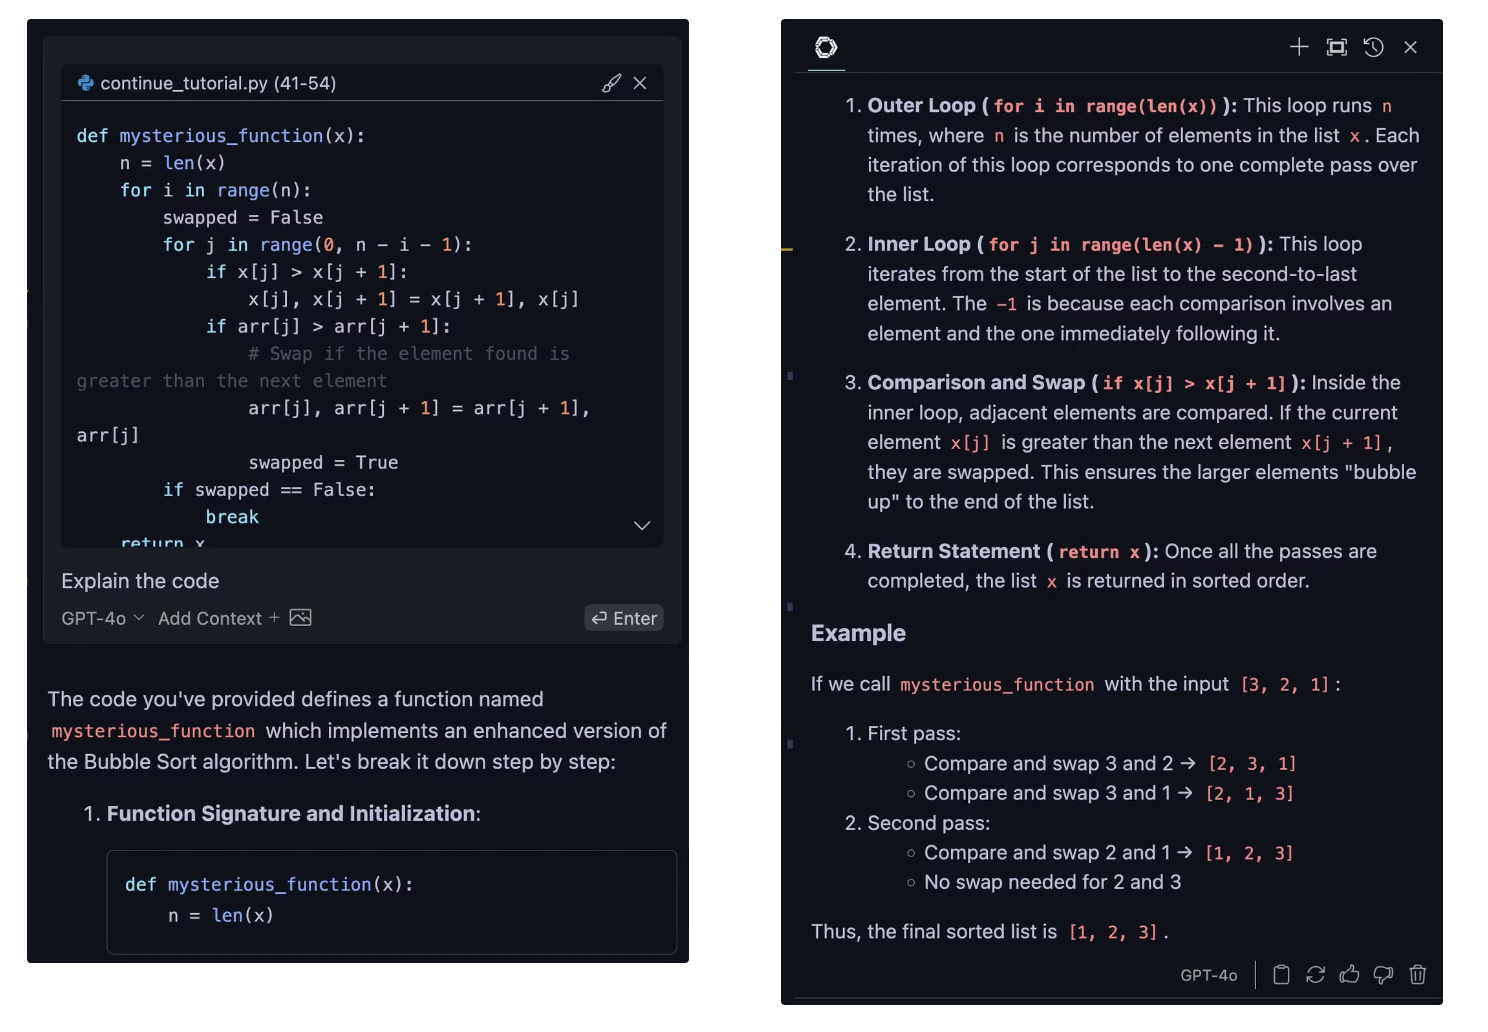 continue_tutorial.py (41-54)
def mysterious_function(x):
    n = len(x)
    for i in range(n):
        swapped = False
        for j in range(0, n - i - 1):
            if x[j] > x[j + 1]:
                x[j], x[j + 1] = x[j + 1], x[j]
            if arr[j] > arr[j + 1]:
                # Swap if the element found is
greater than the next element
                arr[j], arr[j + 1] = arr[j + 1],
arr[j]
                swapped = True
        if swapped == False:
            break
    return x
Explain the code
GPT-4o Add Context + Enter
The code you've provided defines a function named
mysterious_function which implements an enhanced version of
the Bubble Sort algorithm. Let's break it down step by step:
1. Function Signature and Initialization:
def mysterious_function(x):
    n = len(x)
1. Outer Loop ( for i in range(len(x)) ): This loop runs n
times, where n is the number of elements in the list x . Each
iteration of this loop corresponds to one complete pass over
the list.
2. Inner Loop ( for j in range(len(x) - 1) ): This loop
iterates from the start of the list to the second-to-last
element. The -1 is because each comparison involves an
element and the one immediately following it.
3. Comparison and Swap ( if x[j] > x[j + 1] ): Inside the
inner loop, adjacent elements are compared. If the current
element x[j] is greater than the next element x[j + 1] ,
they are swapped. This ensures the larger elements "bubble
up" to the end of the list.
4. Return Statement ( return x ): Once all the passes are
completed, the list x is returned in sorted order.
Example
If we call mysterious_function with the input [3, 2, 1] :
1. First pass:
○ Compare and swap 3 and 2 → [2, 3, 1]
○ Compare and swap 3 and 1 → [2, 1, 3]
2. Second pass:
○ Compare and swap 2 and 1 → [1, 2, 3]
○ No swap needed for 2 and 3
Thus, the final sorted list is [1, 2, 3] .
GPT-4o